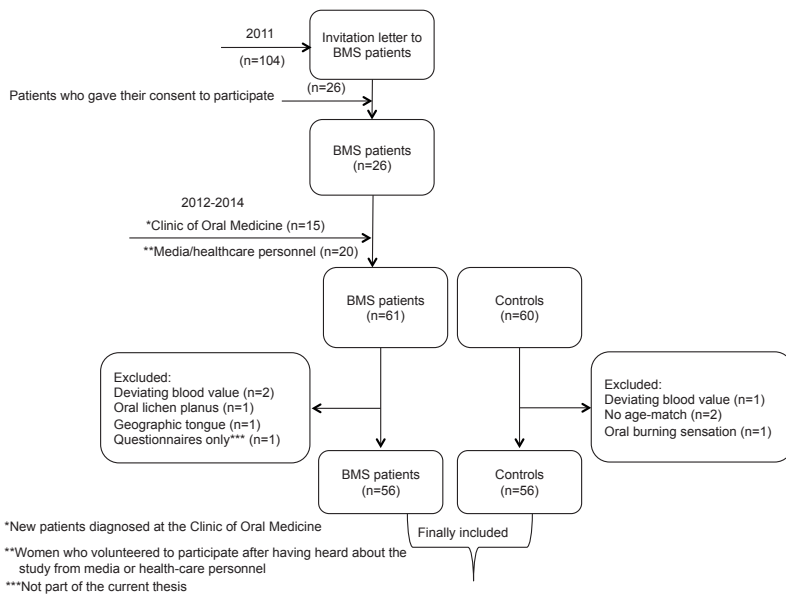 2011
(n=104)
Invitation letter to
BMS patients
(n=26)
Patients who gave their consent to participate
BMS patients
(n=26)
2012-2014
*Clinic of Oral Medicine (n=15)
**Media/healthcare personnel (n=20)
BMS patients
(n=61)
Controls
(n=60)
Excluded:
Deviating blood value (n=2)
Oral lichen planus (n=1)
Geographic tongue (n=1)
Questionnaires only*** (n=1)
Excluded:
Deviating blood value (n=1)
No age-match (n=2)
Oral burning sensation (n=1)
BMS patients
(n=56)
Controls
(n=56)
Finally included
*New patients diagnosed at the Clinic of Oral Medicine
**Women who volunteered to participate after having heard about the
study from media or health-care personnel
***Not part of the current thesis